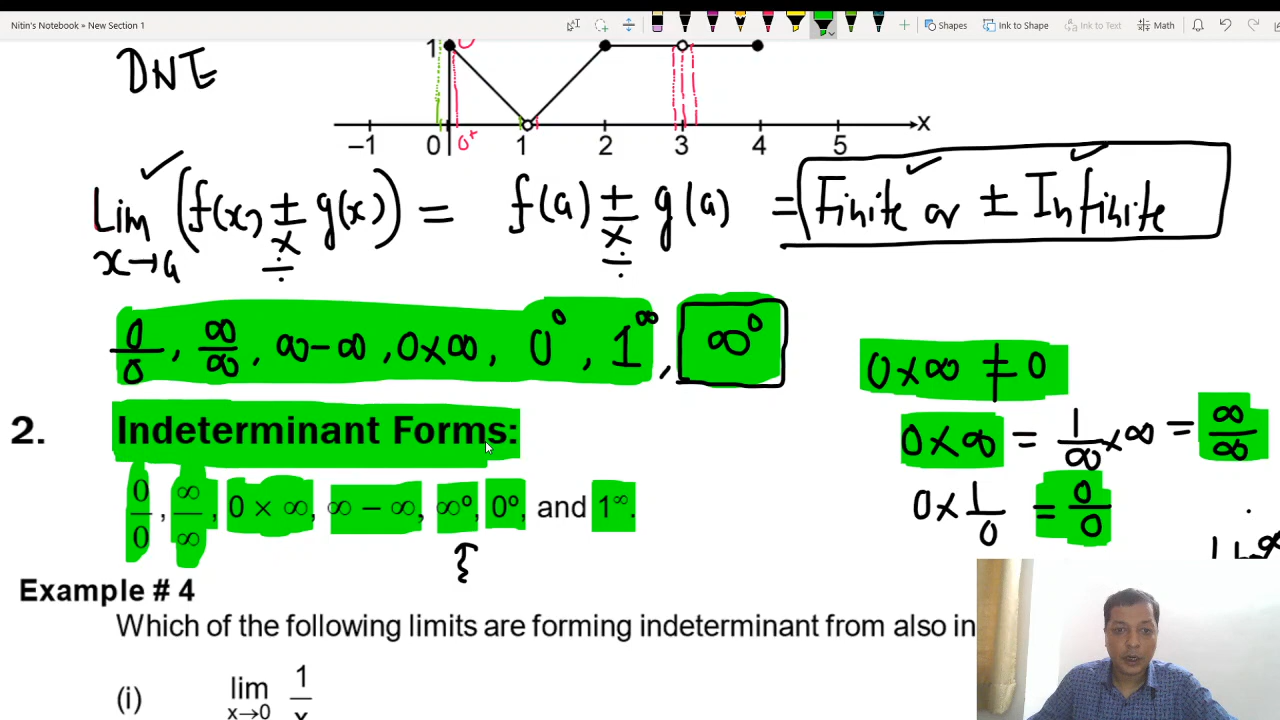 Nitin's Notebook » New Section 1
Shapes Ink to Shape Ink to Text Math
DNE
1
-1 0 0⁺ 1 2 3 4 5 x
Lim x→a (f(x) ± × ÷ g(x)) = f(a) ± × ÷ g(a) = Finite or ± Infinite
0/0, ∞/∞, ∞-∞, 0×∞, 0⁰, 1^∞, ∞⁰
0×∞ ≠ 0
2. Indeterminant Forms:
0×∞ = 1/∞ × ∞ = ∞/∞
0/0, ∞/∞, 0 × ∞, ∞ – ∞, ∞º, 0º, and 1^∞.
0 × 1/0 = 0/0
Example # 4
Which of the following limits are forming indeterminant from also in
(i) lim x→0 1/x